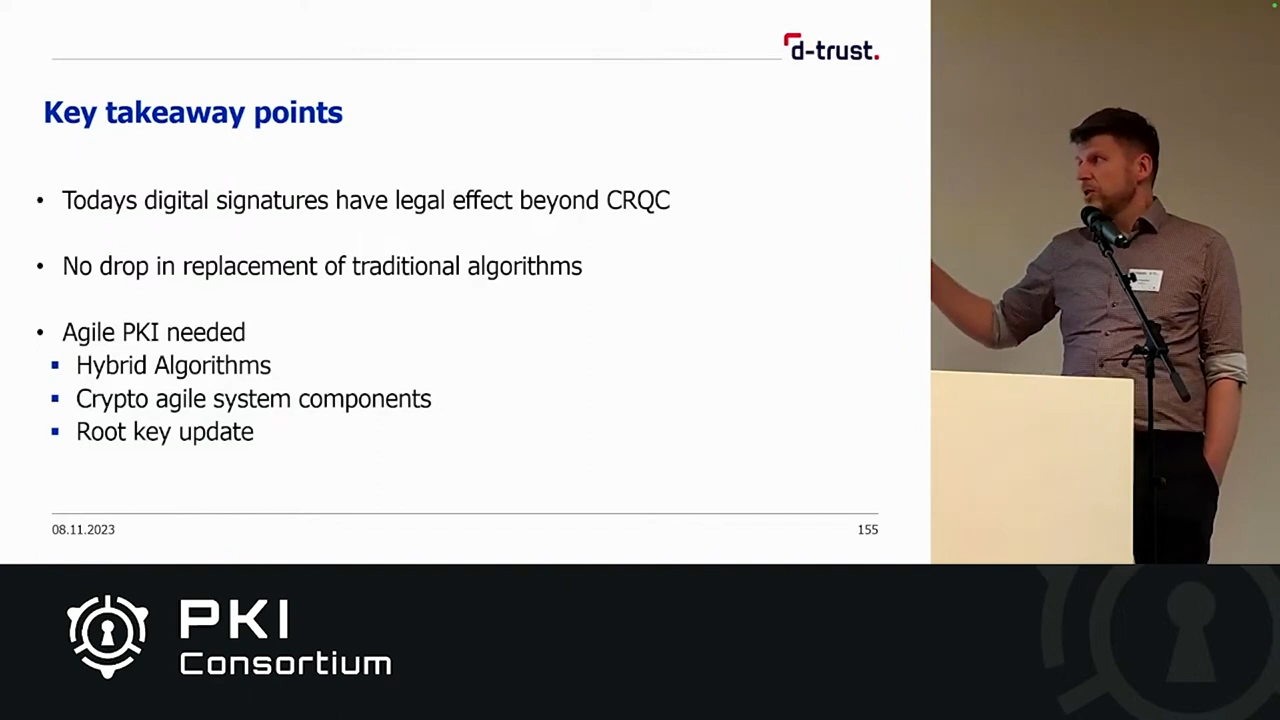 d-trust.
Key takeaway points
• Todays digital signatures have legal effect beyond CRQC
• No drop in replacement of traditional algorithms
• Agile PKI needed
▪ Hybrid Algorithms
▪ Crypto agile system components
▪ Root key update
08.11.2023
155
PKI
Consortium